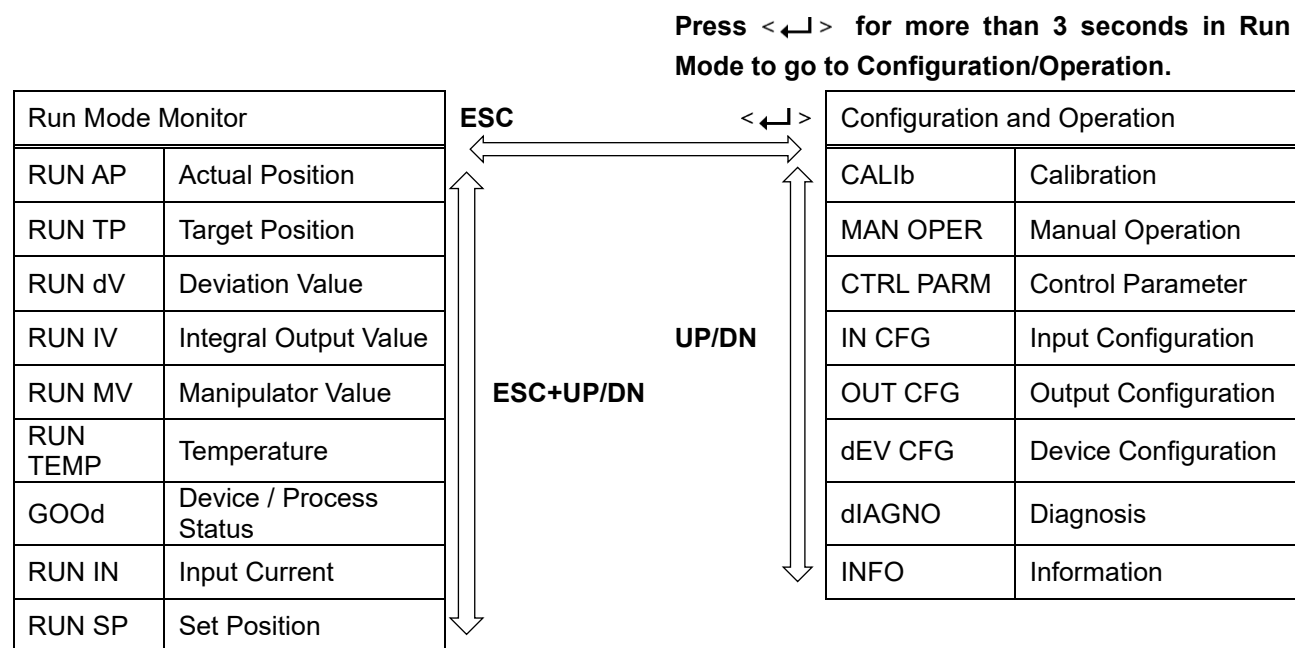 Press <↵> for more than 3 seconds in Run
Mode to go to Configuration/Operation.
Run Mode Monitor
ESC
<↵>
Configuration and Operation
RUN AP Actual Position
CALIb Calibration
RUN TP Target Position
MAN OPER Manual Operation
RUN dV Deviation Value
CTRL PARM Control Parameter
RUN IV Integral Output Value
UP/DN
IN CFG Input Configuration
RUN MV Manipulator Value
ESC+UP/DN
OUT CFG Output Configuration
RUN
TEMP
Temperature
dEV CFG Device Configuration
GOOd
Device / Process
Status
dIAGNO Diagnosis
RUN IN Input Current
INFO Information
RUN SP Set Position